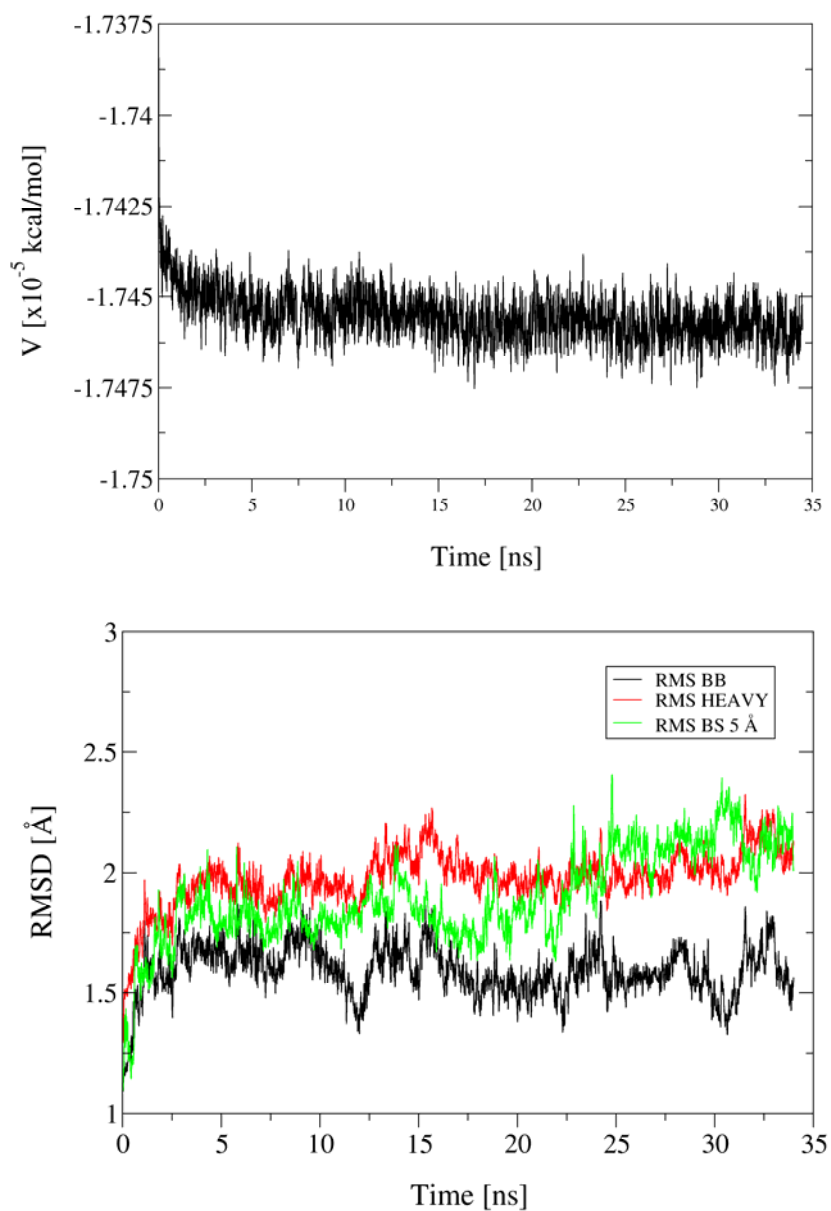 -1.7375
-1.74
-1.7425
-1.745
-1.7475
-1.75
V [x10⁻⁵ kcal/mol]
0 5 10 15 20 25 30 35
Time [ns]
3
2.5
2
1.5
1
RMSD [Å]
RMS BB
RMS HEAVY
RMS BS 5 Å
0 5 10 15 20 25 30 35
Time [ns]